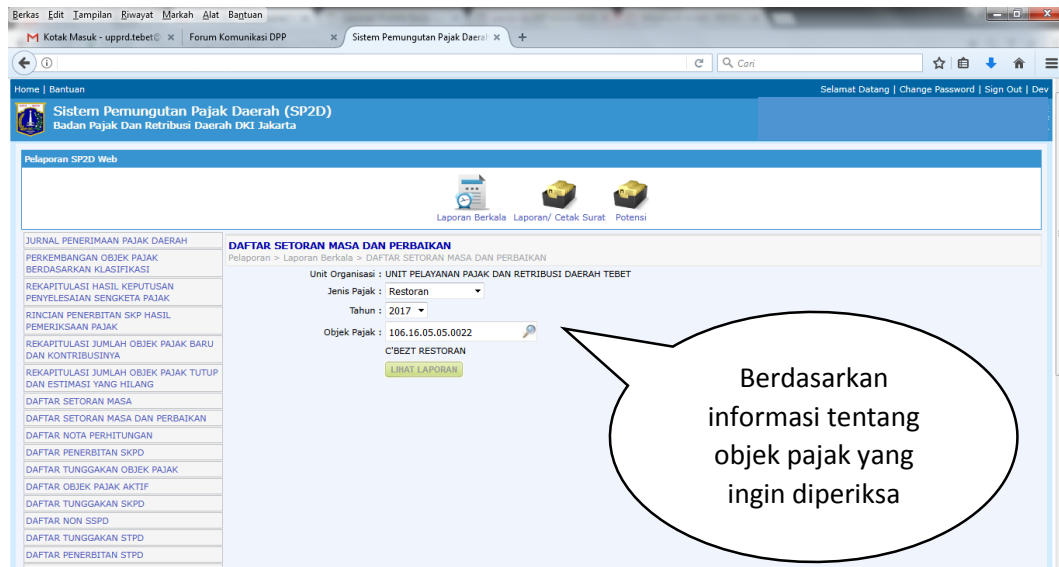 Berkas Edit Tampilan Riwayat Markah Alat Bantuan
Kotak Masuk - upprd.tebet@ × Forum Komunikasi DPP × Sistem Pemungutan Pajak Daerah × +
Cari
Home | Bantuan Selamat Datang | Change Password | Sign Out | Dev
Sistem Pemungutan Pajak Daerah (SP2D)
Badan Pajak Dan Retribusi Daerah DKI Jakarta
Pelaporan SP2D Web
Laporan Berkala Laporan/ Cetak Surat Potensi
JURNAL PENERIMAAN PAJAK DAERAH
PERKEMBANGAN OBJEK PAJAK
BERDASARKAN KLASIFIKASI
REKAPITULASI HASIL KEPUTUSAN
PENYELESAIAN SENGKETA PAJAK
RINCIAN PENERBITAN SKP HASIL
PEMERIKSAAN PAJAK
REKAPITULASI JUMLAH OBJEK PAJAK BARU
DAN KONTRIBUSINYA
REKAPITULASI JUMLAH OBJEK PAJAK TUTUP
DAN ESTIMASI YANG HILANG
DAFTAR SETORAN MASA
DAFTAR SETORAN MASA DAN PERBAIKAN
DAFTAR NOTA PERHITUNGAN
DAFTAR PENERBITAN SKPD
DAFTAR TUNGGAKAN OBJEK PAJAK
DAFTAR OBJEK PAJAK AKTIF
DAFTAR TUNGGAKAN SKPD
DAFTAR NON SSPD
DAFTAR TUNGGAKAN STPD
DAFTAR PENERBITAN STPD
DAFTAR SETORAN MASA DAN PERBAIKAN
Pelaporan > Laporan Berkala > DAFTAR SETORAN MASA DAN PERBAIKAN
Unit Organisasi : UNIT PELAYANAN PAJAK DAN RETRIBUSI DAERAH TEBET
Jenis Pajak : Restoran
Tahun : 2017
Objek Pajak : 106.16.05.05.0022
C'BEZT RESTORAN
LIHAT LAPORAN
Berdasarkan
informasi tentang
objek pajak yang
ingin diperiksa